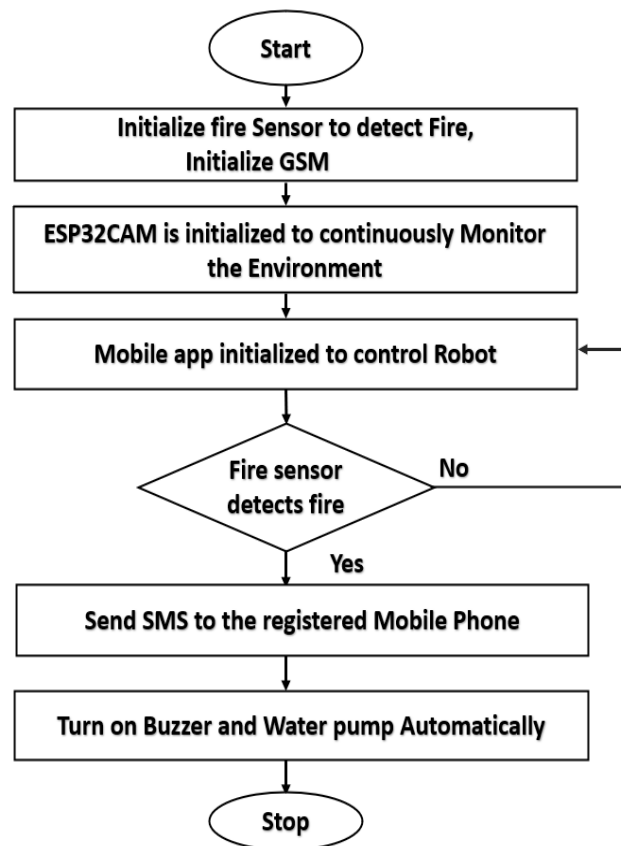 Start
Initialize fire Sensor to detect Fire,
Initialize GSM
ESP32CAM is initialized to continuously Monitor
the Environment
Mobile app initialized to control Robot
Fire sensor
detects fire
No
Yes
Send SMS to the registered Mobile Phone
Turn on Buzzer and Water pump Automatically
Stop